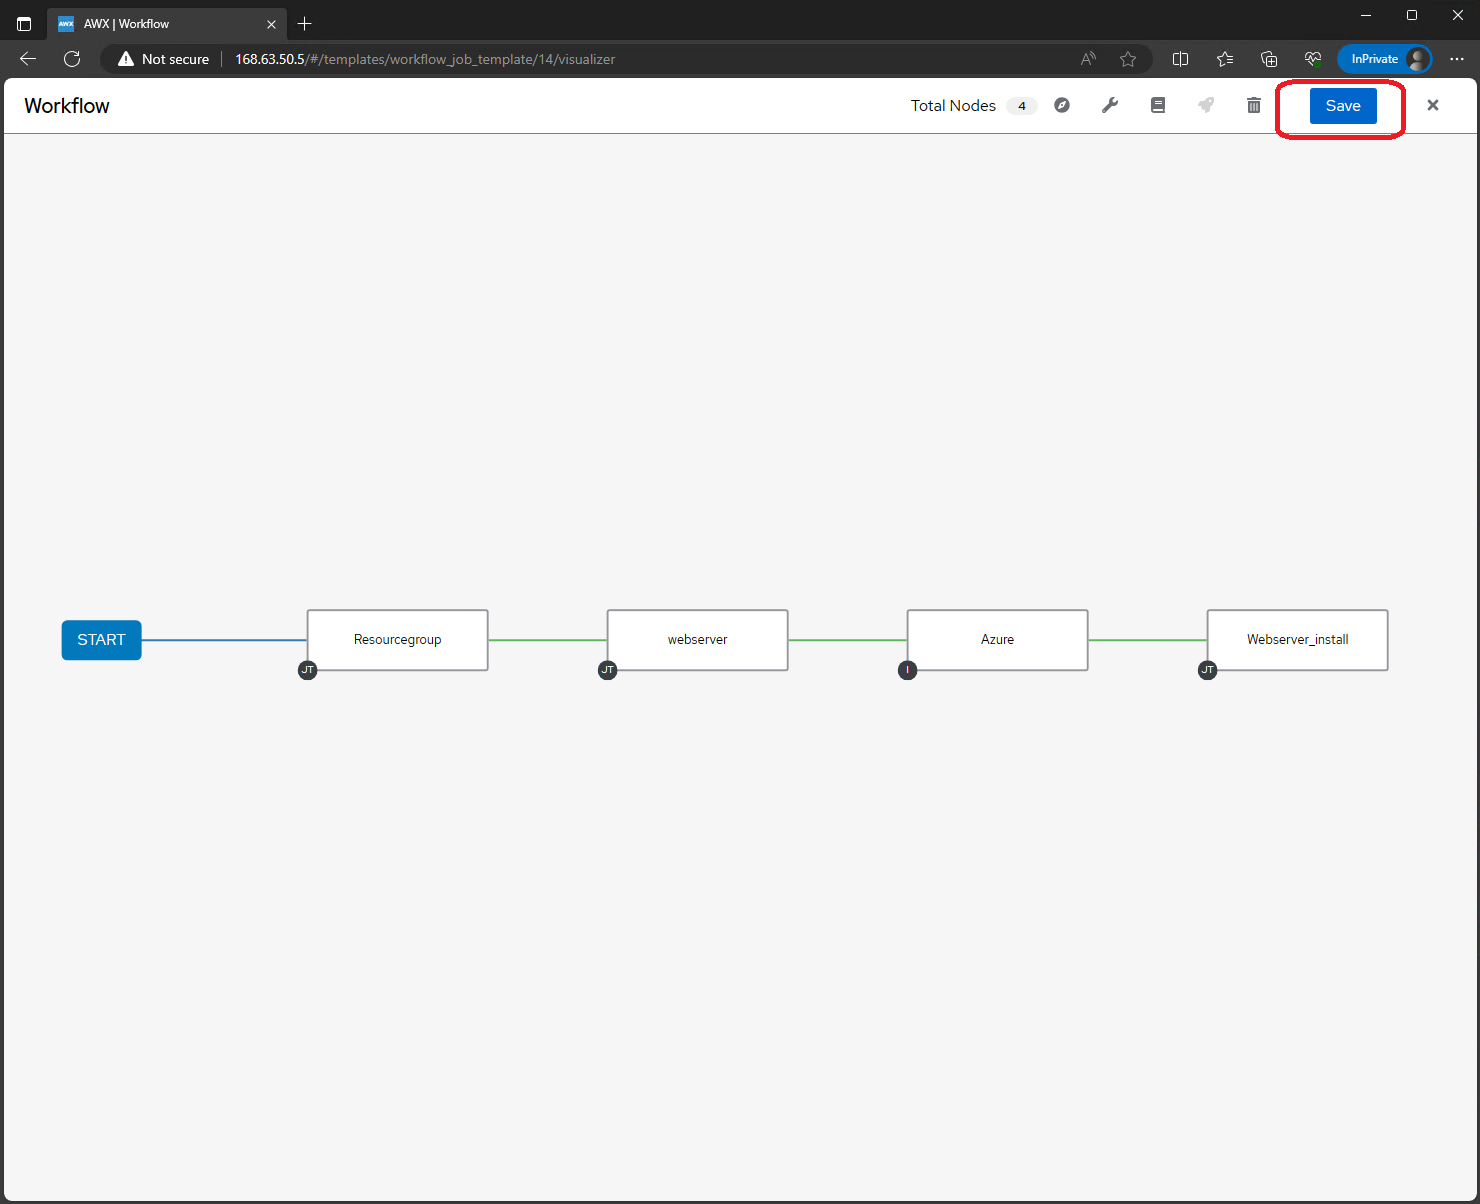 AWX
AWX | Workflow
Not secure
168.63.50.5/#/templates/workflow_job_template/14/visualizer
InPrivate
Workflow
Total Nodes 4
Save
START
Resourcegroup
webserver
Azure
Webserver_install
JT
JT
I
JT